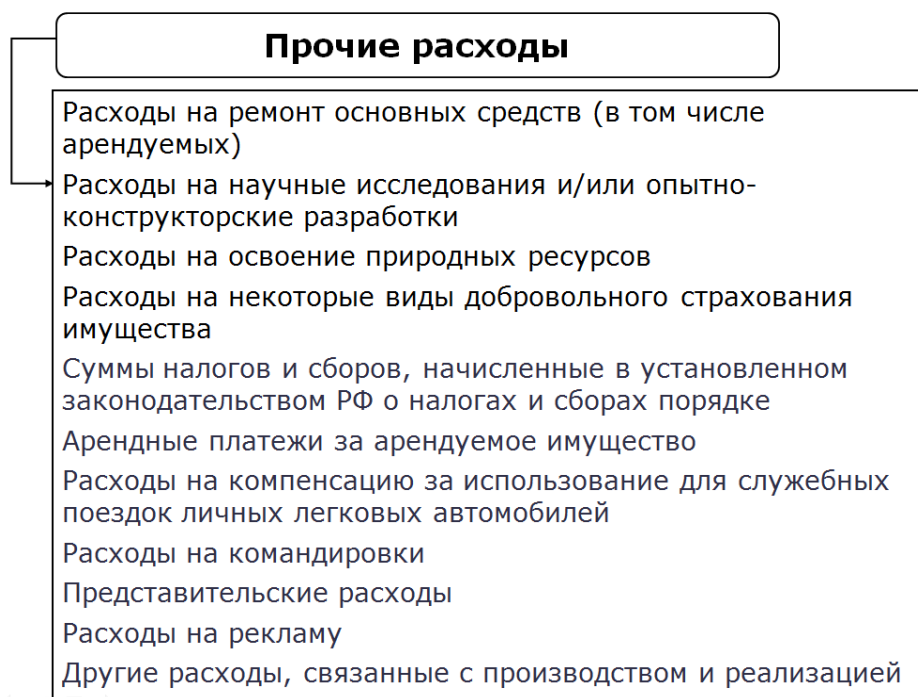 Прочие расходы
Расходы на ремонт основных средств (в том числе
арендуемых)
Расходы на научные исследования и/или опытно-
конструкторские разработки
Расходы на освоение природных ресурсов
Расходы на некоторые виды добровольного страхования
имущества
Суммы налогов и сборов, начисленные в установленном
законодательством РФ о налогах и сборах порядке
Арендные платежи за арендуемое имущество
Расходы на компенсацию за использование для служебных
поездок личных легковых автомобилей
Расходы на командировки
Представительские расходы
Расходы на рекламу
Другие расходы, связанные с производством и реализацией